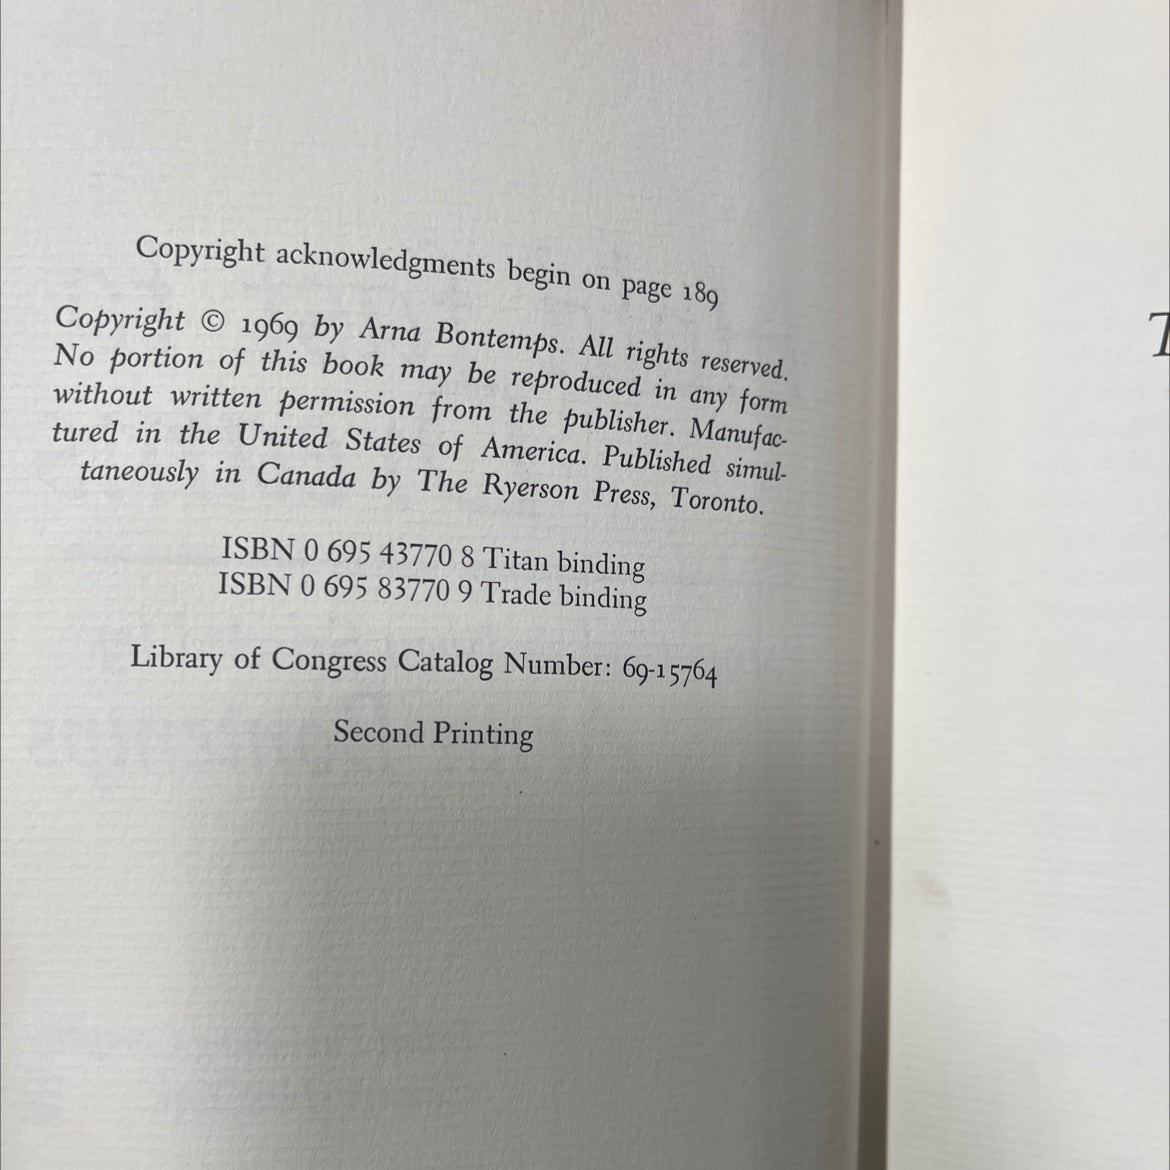 Copyright acknowledgments begin on page 189
Copyright © 1969 by Arna Bontemps. All rights reserved.
No portion of this book may be reproduced in any form
without written permission from the publisher. Manufac-
tured in the United States of America. Published simul-
taneously in Canada by The Ryerson Press, Toronto.
ISBN 0 695 43770 8 Titan binding
ISBN 0 695 83770 9 Trade binding
Library of Congress Catalog Number: 69-15764
Second Printing